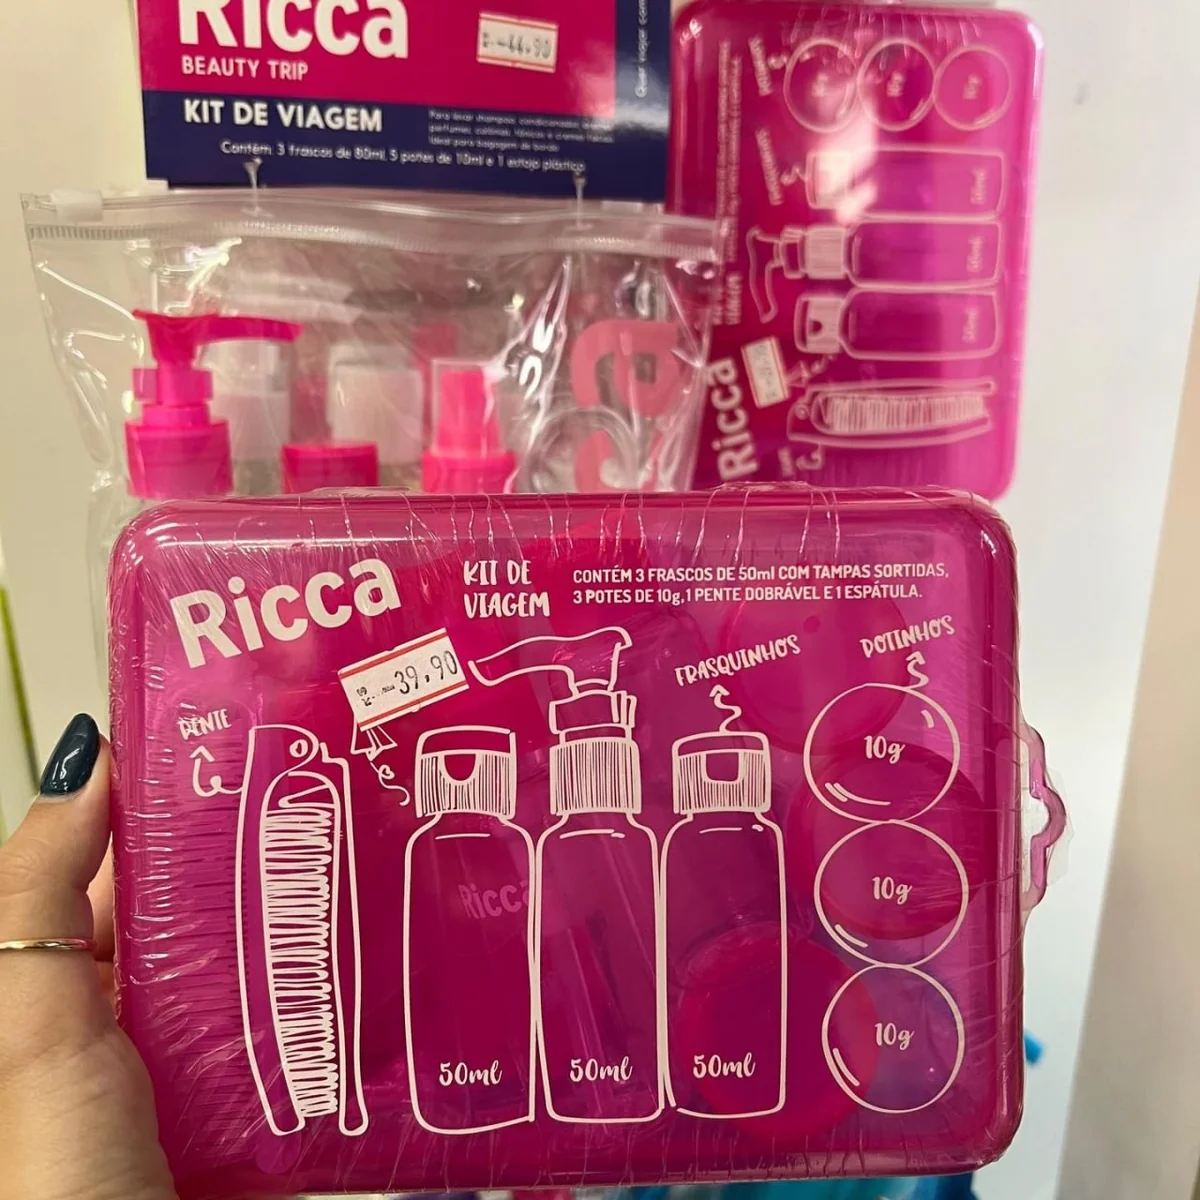 Ricca
BEAUTY TRIP
KIT DE VIAGEM
Contém: 3 frascos de 80ml, 5 potes de 10ml e 1 estojo plástico
44,90
Ricca
Ricca
KIT DE
VIAGEM
CONTÉM 3 FRASCOS DE 50ml COM TAMPAS SORTIDAS,
3 POTES DE 10g, 1 PENTE DOBRÁVEL E 1 ESPÁTULA.
39,90
PENTE
FRASQUINHOS
POTINHOS
10g
10g
10g
Ricca
50ml
50ml
50ml